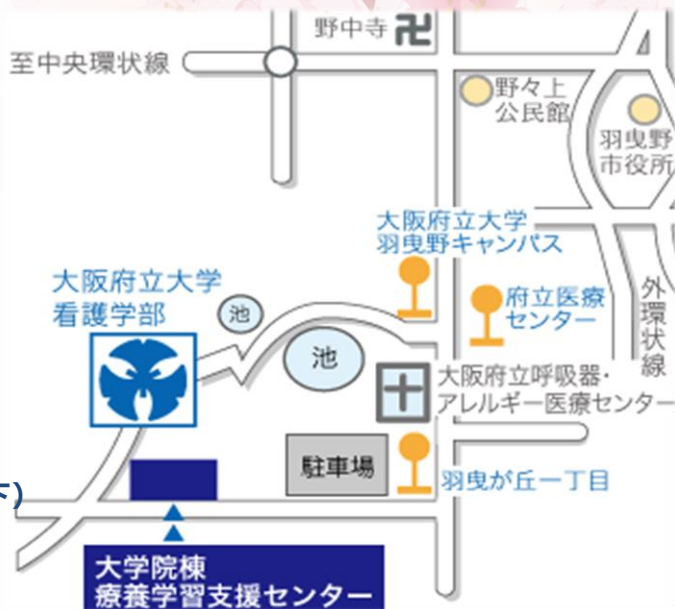 野中寺
至中央環状線
野々上
公民館
羽曳野
市役所
大阪府立大学
羽曳野キャンパス
大阪府立大学
看護学部
池
府立医療
センター
外環状線
池
大阪府立呼吸器・
アレルギー医療センター
駐車場
羽曳が丘一丁目
下)
大学院棟
療養学習支援センター